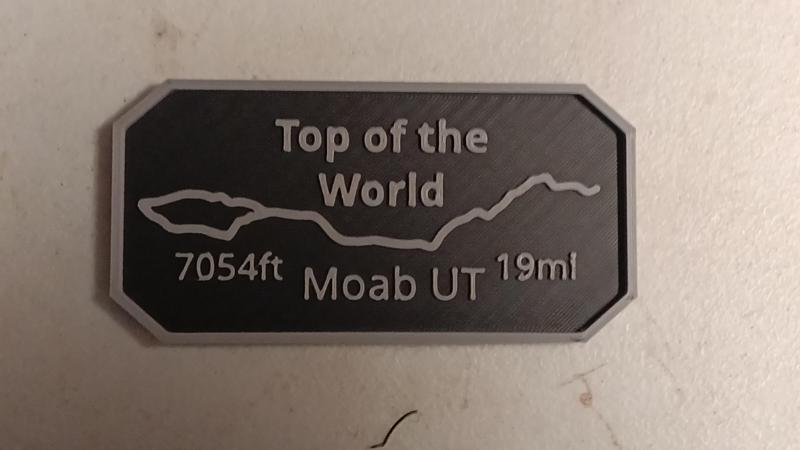 Top of the
World
7054ft
Moab UT
19mi